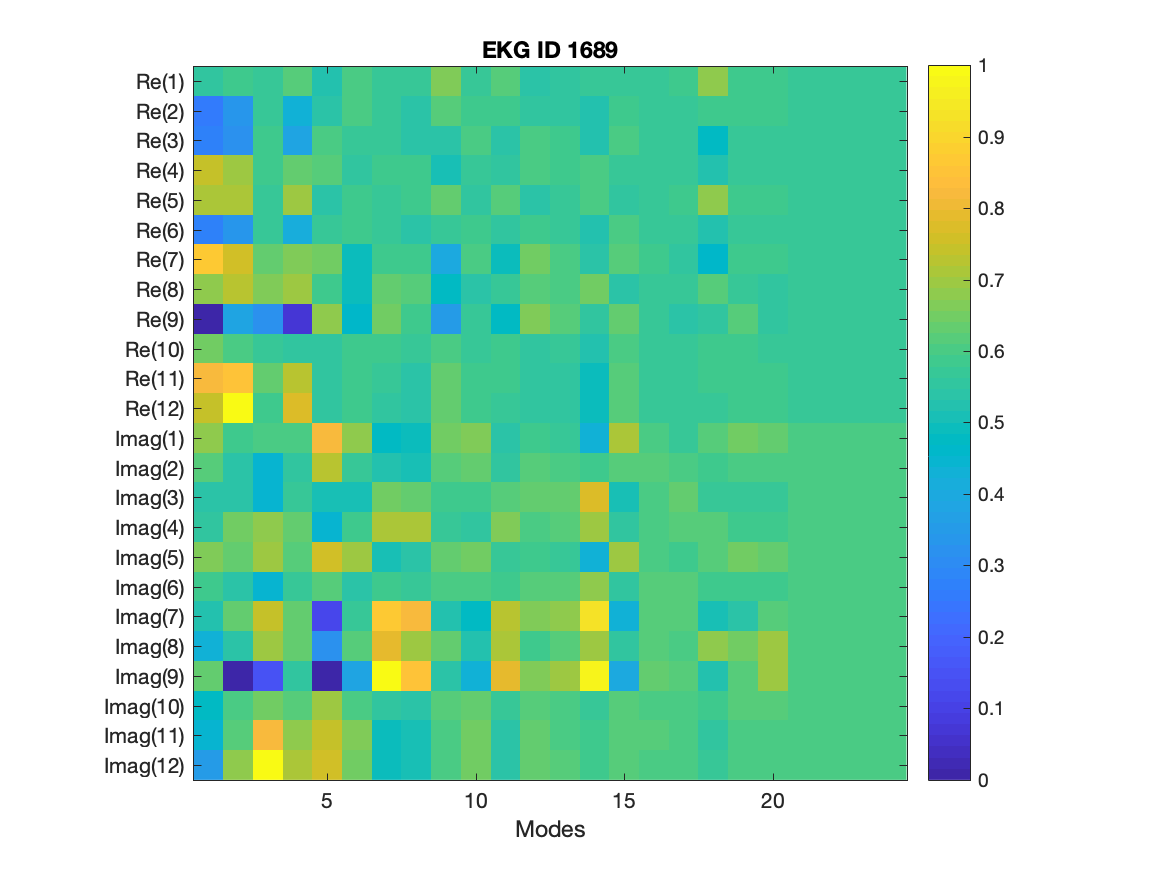 EKG ID 1689
Re(1)
Re(2)
Re(3)
Re(4)
Re(5)
Re(6)
Re(7)
Re(8)
Re(9)
Re(10)
Re(11)
Re(12)
Imag(1)
Imag(2)
Imag(3)
Imag(4)
Imag(5)
Imag(6)
Imag(7)
Imag(8)
Imag(9)
Imag(10)
Imag(11)
Imag(12)
5 10 15 20
Modes
1
0.9
0.8
0.7
0.6
0.5
0.4
0.3
0.2
0.1
0